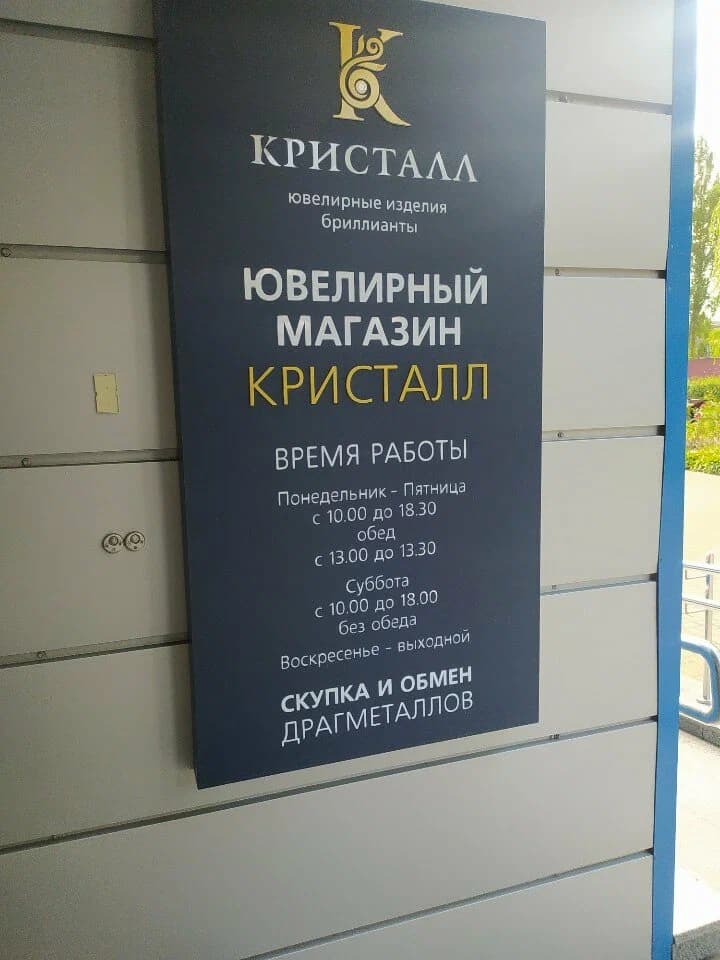 К
КРИСТАЛЛ
ювелирные изделия
бриллианты
ЮВЕЛИРНЫЙ
МАГАЗИН
КРИСТАЛЛ
ВРЕМЯ РАБОТЫ
Понедельник - Пятница
с 10.00 до 18.30
обед
с 13.00 до 13.30
Суббота
с 10.00 до 18.00
без обеда
Воскресенье - выходной
СКУПКА И ОБМЕН
ДРАГМЕТАЛЛОВ